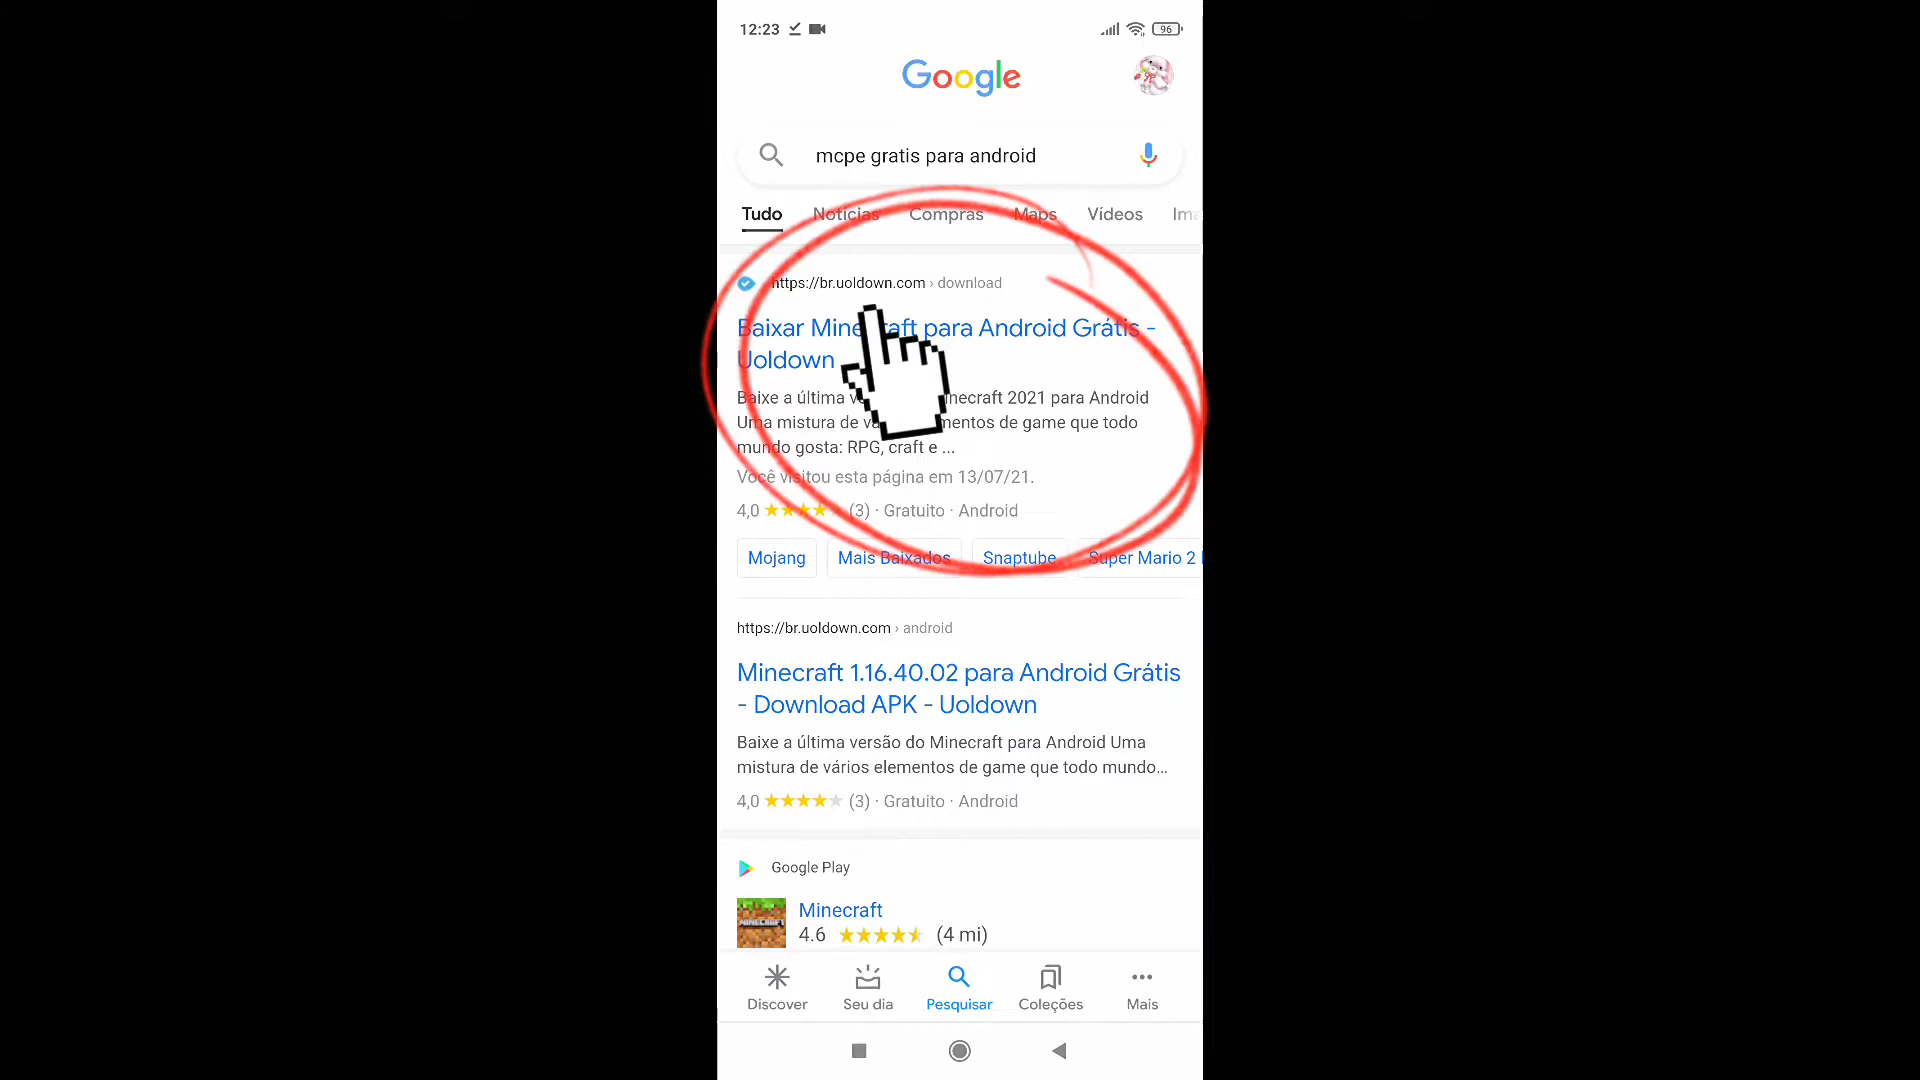 12:23
96
Google
mcpe gratis para android
Tudo Notícias Compras Maps Vídeos Ima
https://br.uoldown.com › download
Baixar Minecraft para Android Grátis -
Uoldown
Baixe a última necraft 2021 para Android
Uma mistura de mentos de game que todo
mundo gosta: RPG, craft e ...
Você visitou esta página em 13/07/21.
4,0 (3) · Gratuito · Android
Mojang Mais Baixados Snaptube Super Mario 2
https://br.uoldown.com › android
Minecraft 1.16.40.02 para Android Grátis
- Download APK - Uoldown
Baixe a última versão do Minecraft para Android Uma
mistura de vários elementos de game que todo mundo...
4,0 (3) · Gratuito · Android
Google Play
MINECRAFT
Minecraft
4.6 (4 mi)
Discover Seu dia Pesquisar Coleções Mais